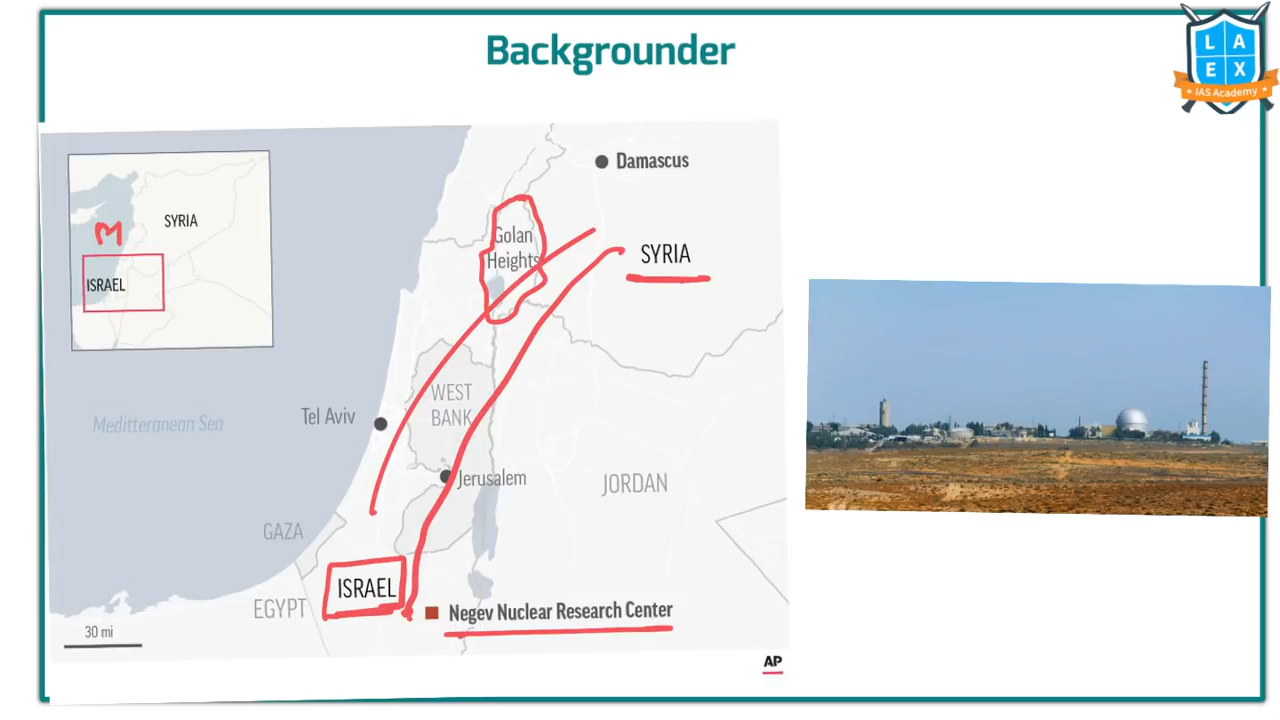 Backgrounder
L A
E X
IAS Academy
Damascus
SYRIA
M
ISRAEL
Golan
Heights
SYRIA
Meditteranean Sea
Tel Aviv
WEST
BANK
Jerusalem
JORDAN
GAZA
ISRAEL
EGYPT
Negev Nuclear Research Center
30 mi
AP